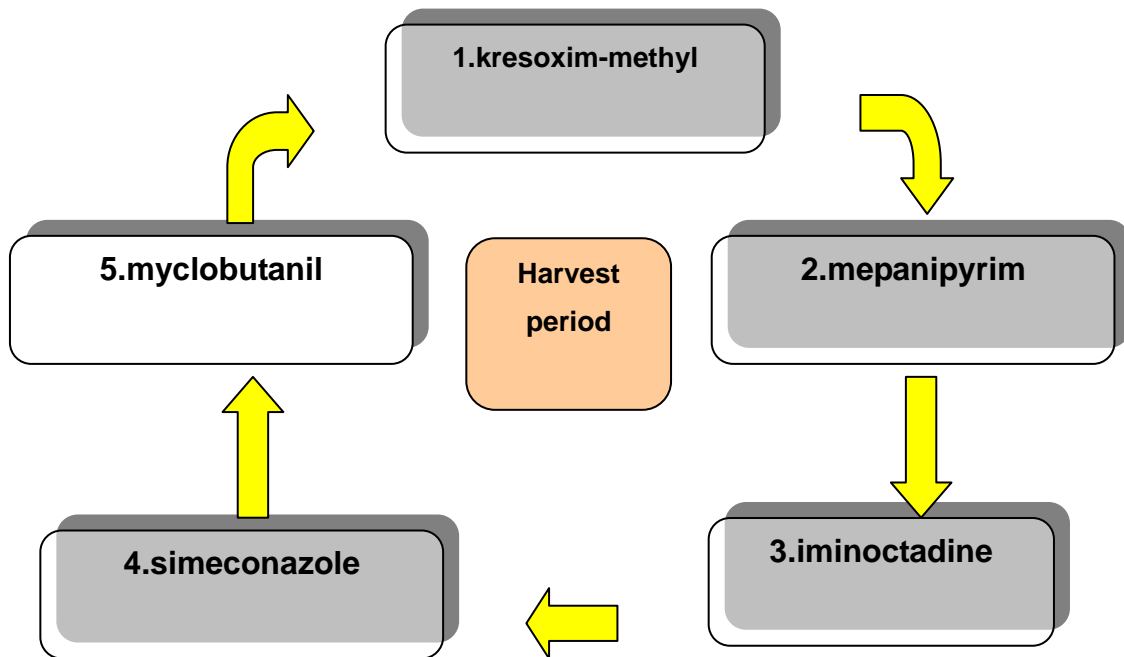 1.kresoxim-methyl
5.myclobutanil
Harvest
period
2.mepanipyrim
4.simeconazole
3.iminoctadine